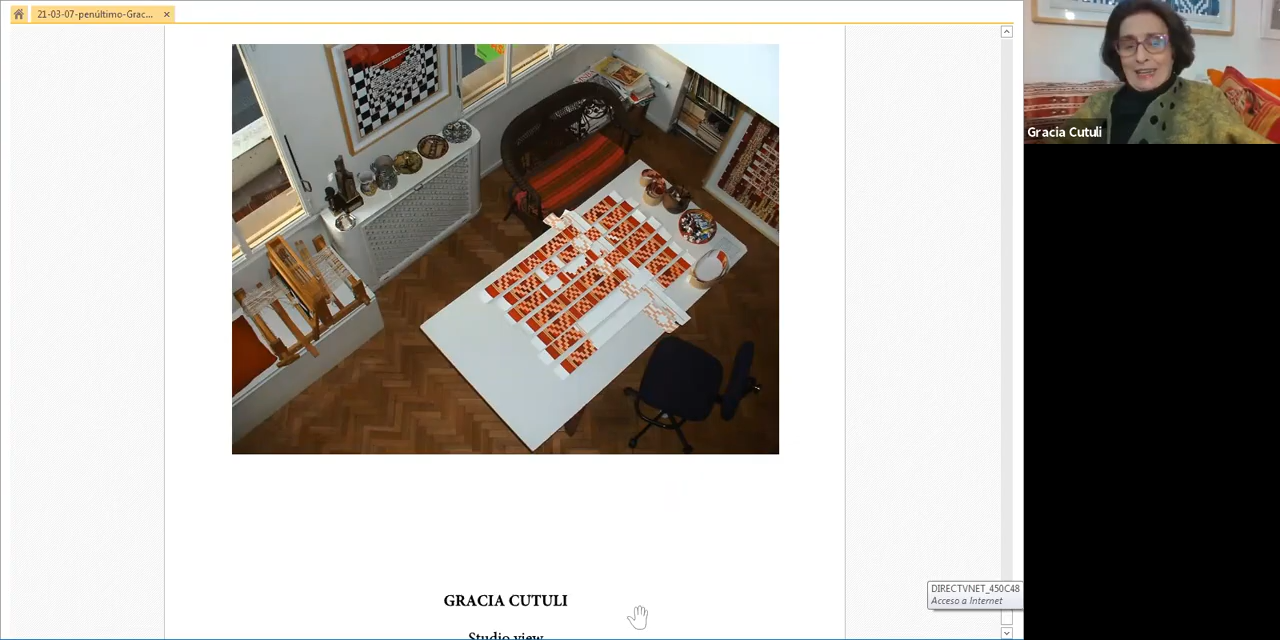 21-03-07-penúltimo-Grac...
Gracia Cutuli
GRACIA CUTULI
Studio view
DIRECTVNET_450C48
Acceso a Internet